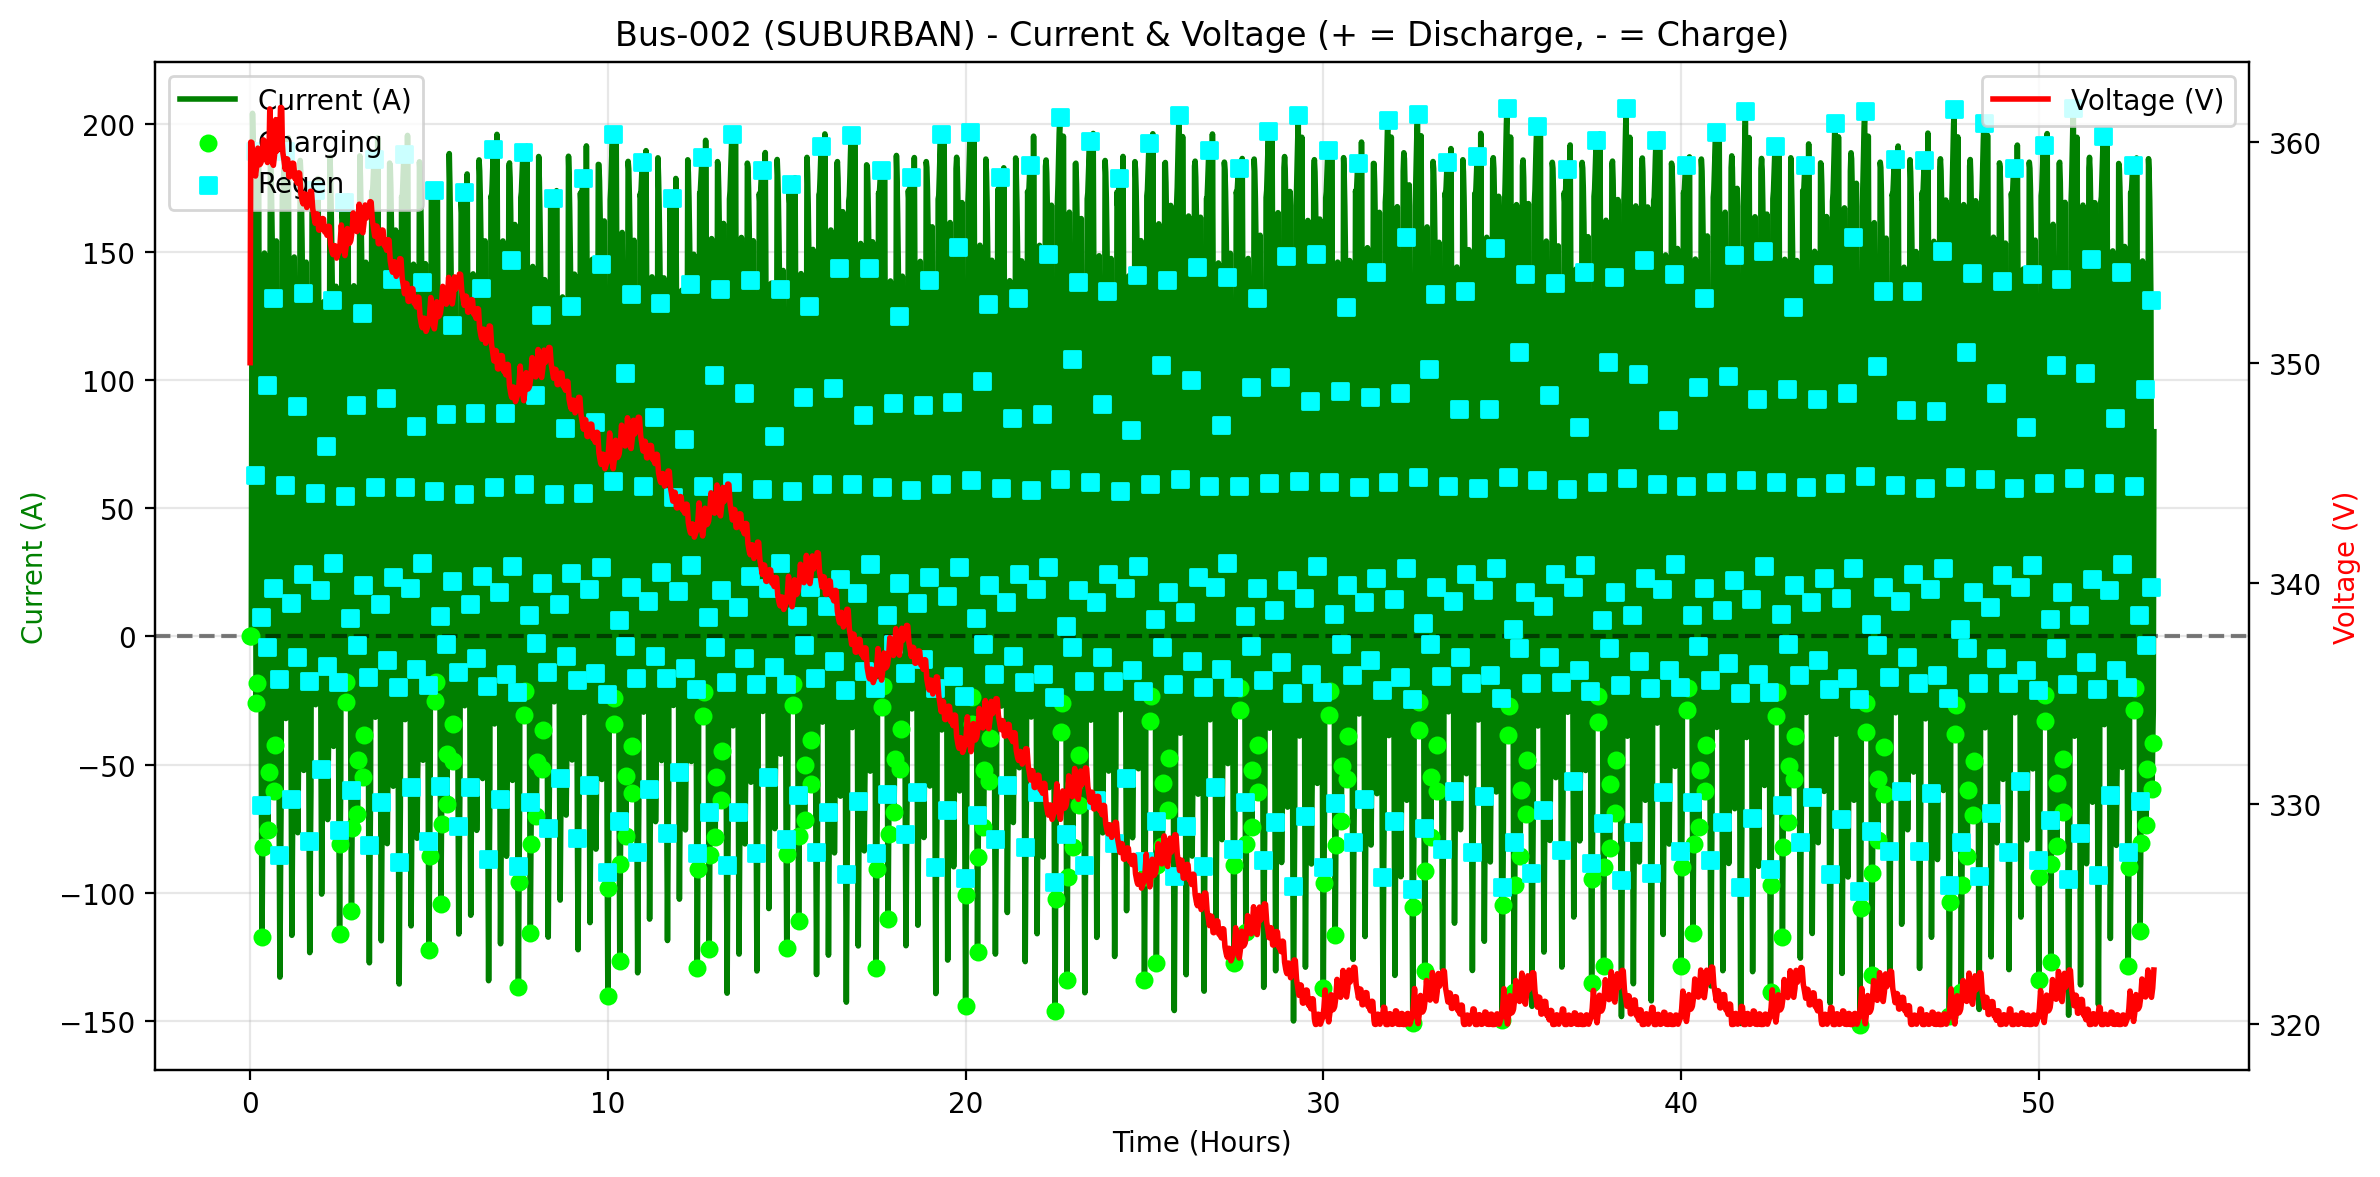 Bus-002 (SUBURBAN) - Current & Voltage (+ = Discharge, - = Charge)
Current (A)
Charging
Regen
Voltage (V)
200
150
100
50
0
−50
−100
−150
Current (A)
360
350
340
330
320
Voltage (V)
0
10
20
30
40
50
Time (Hours)